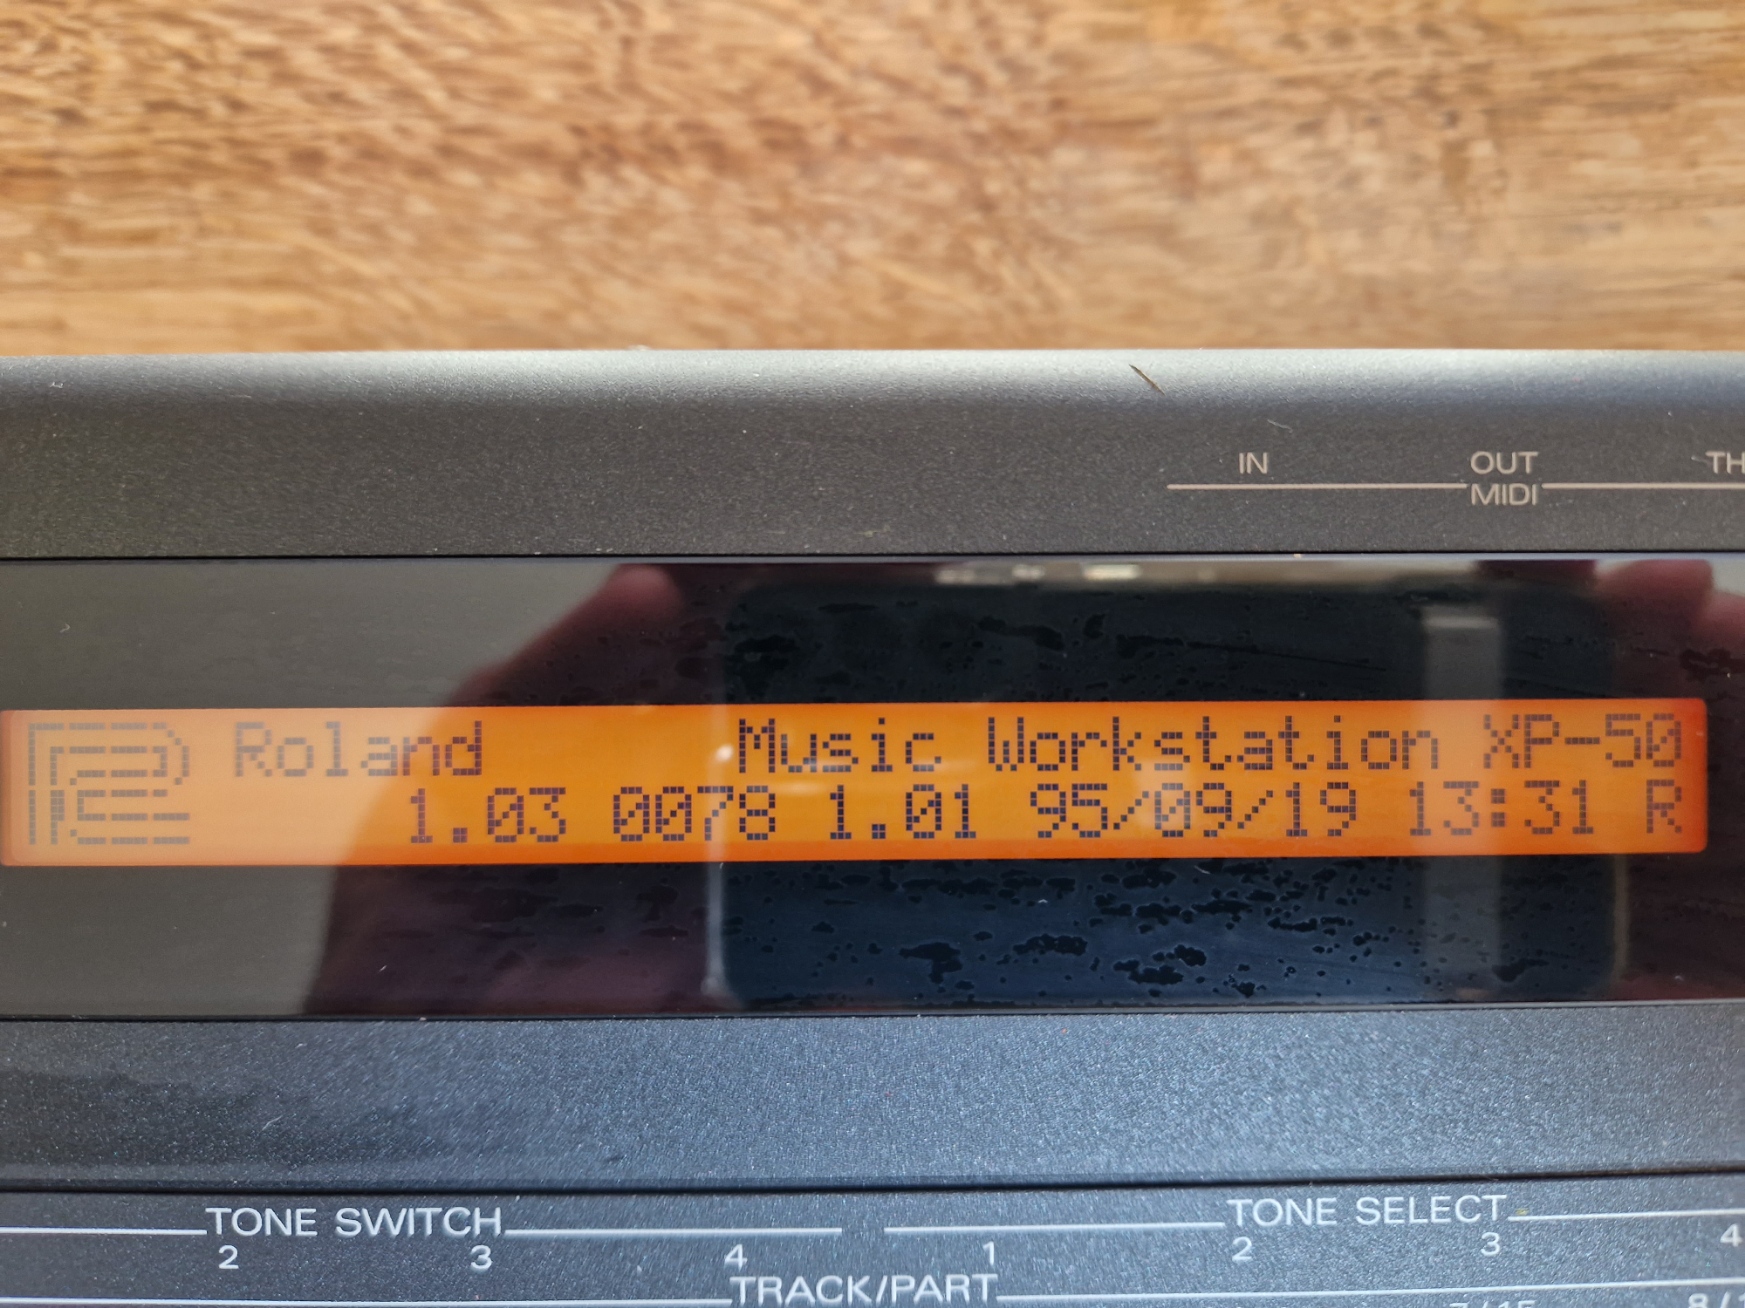 IN OUT
MIDI
Roland Music Workstation XP-50
1.03 0078 1.01 95/09/19 13:31 R
TONE SWITCH TONE SELECT
2 3 4 1 2 3 4
TRACK/PART